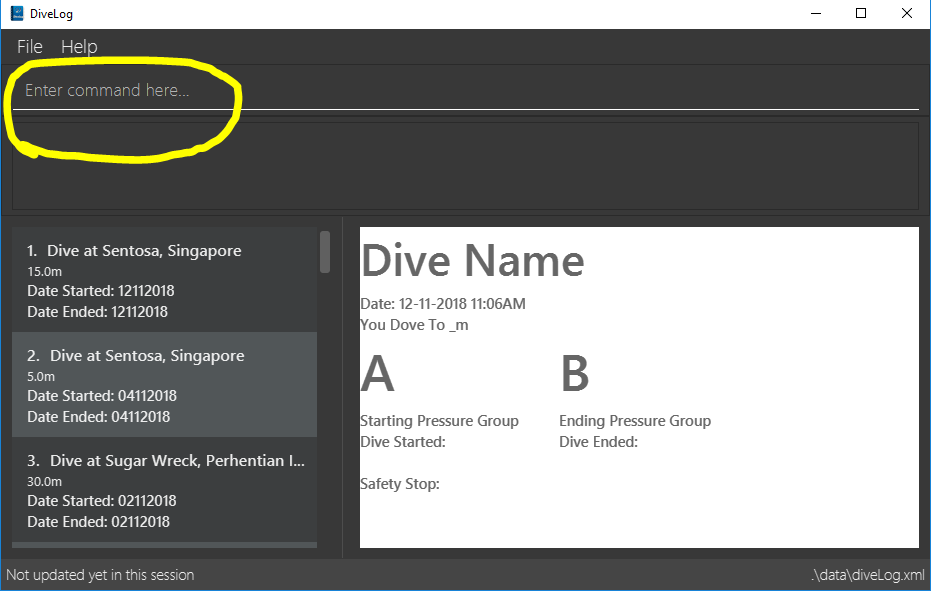 DiveLog
File Help
Enter command here...
1. Dive at Sentosa, Singapore
15.0m
Date Started: 12112018
Date Ended: 12112018
2. Dive at Sentosa, Singapore
5.0m
Date Started: 04112018
Date Ended: 04112018
3. Dive at Sugar Wreck, Perhentian I...
30.0m
Date Started: 02112018
Date Ended: 02112018
Dive Name
Date: 12-11-2018 11:06AM
You Dove To _m
A B
Starting Pressure Group Ending Pressure Group
Dive Started: Dive Ended:
Safety Stop:
Not updated yet in this session .\data\diveLog.xml